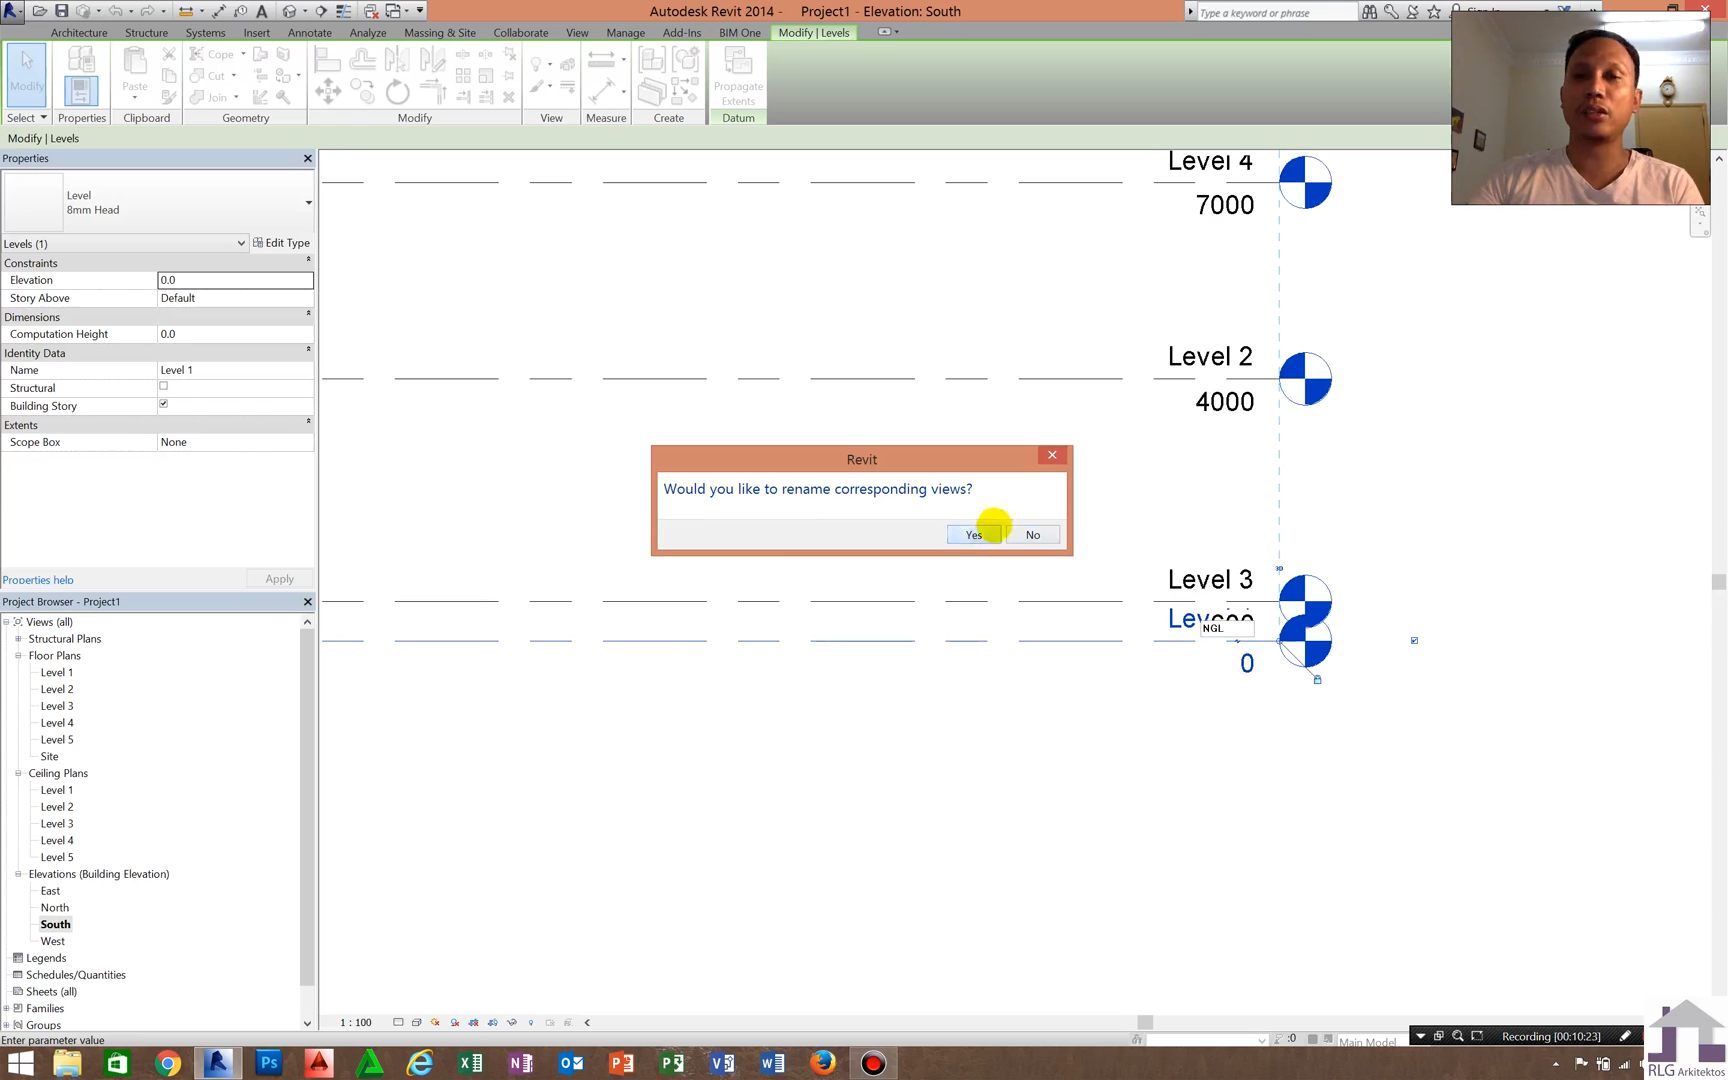 Autodesk Revit 2014 - Project1 - Elevation: South
Type a keyword or phrase
Architecture Structure Systems Insert Annotate Analyze Massing & Site Collaborate View Manage Add-Ins BIM One Modify | Levels
Modify
Cope
Cut
Join
Paste
Propagate
Extents
Select Properties Clipboard Geometry Modify View Measure Create Datum
Modify | Levels
Properties
Level
8mm Head
Levels (1)
Edit Type
Constraints
Elevation 0.0
Story Above Default
Dimensions
Computation Height 0.0
Identity Data
Name Level 1
Structural
Building Story
Extents
Scope Box None
Properties help
Apply
Project Browser - Project1
Views (all)
Structural Plans
Floor Plans
Level 1
Level 2
Level 3
Level 4
Level 5
Site
Ceiling Plans
Level 1
Level 2
Level 3
Level 4
Level 5
Elevations (Building Elevation)
East
North
South
West
Legends
Schedules/Quantities
Sheets (all)
Families
Groups
Level 4
7000
Level 2
4000
Revit
Would you like to rename corresponding views?
Yes No
Level 3
NGL
0
1 : 100
Enter parameter value
:0
Main Model
Recording [00:10:23]
RLG Arkitektos